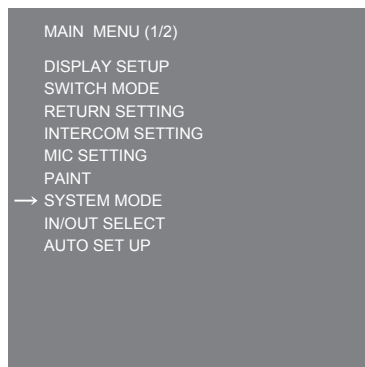 MAIN MENU (1/2)
DISPLAY SETUP
SWITCH MODE
RETURN SETTING
INTERCOM SETTING
MIC SETTING
PAINT
→ SYSTEM MODE
IN/OUT SELECT
AUTO SET UP